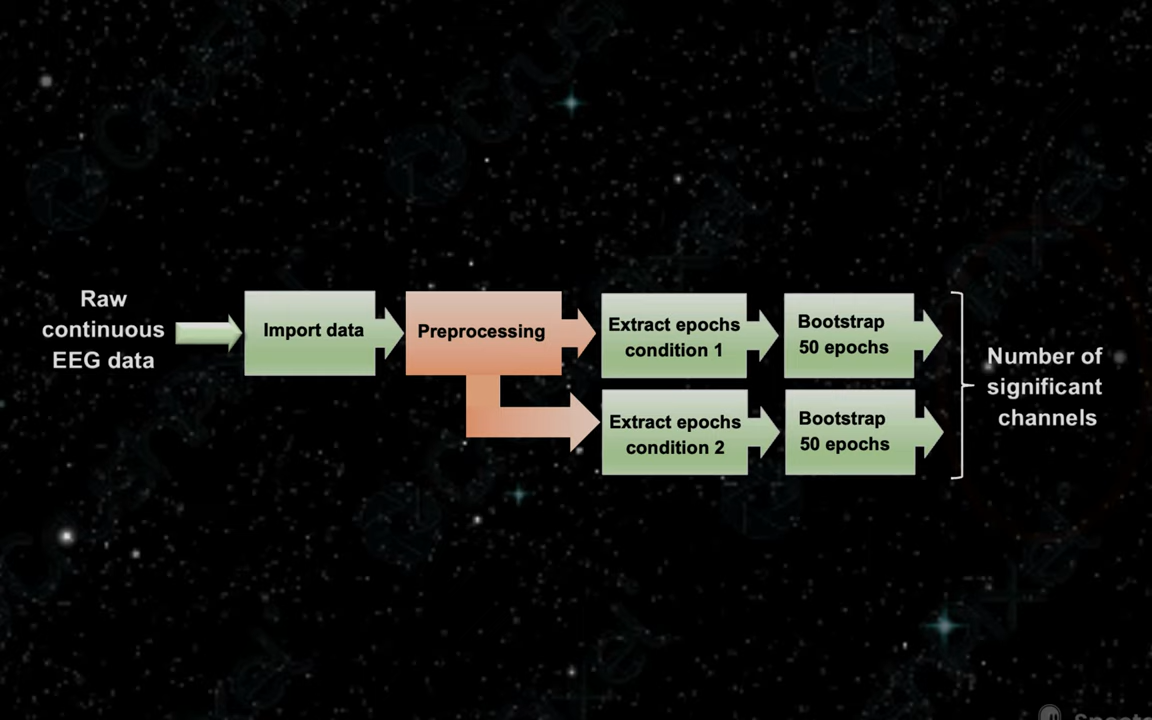 Raw
continuous
EEG data
Import data
Preprocessing
Extract epochs
condition 1
Bootstrap
50 epochs
Extract epochs
condition 2
Bootstrap
50 epochs
Number of
significant
channels